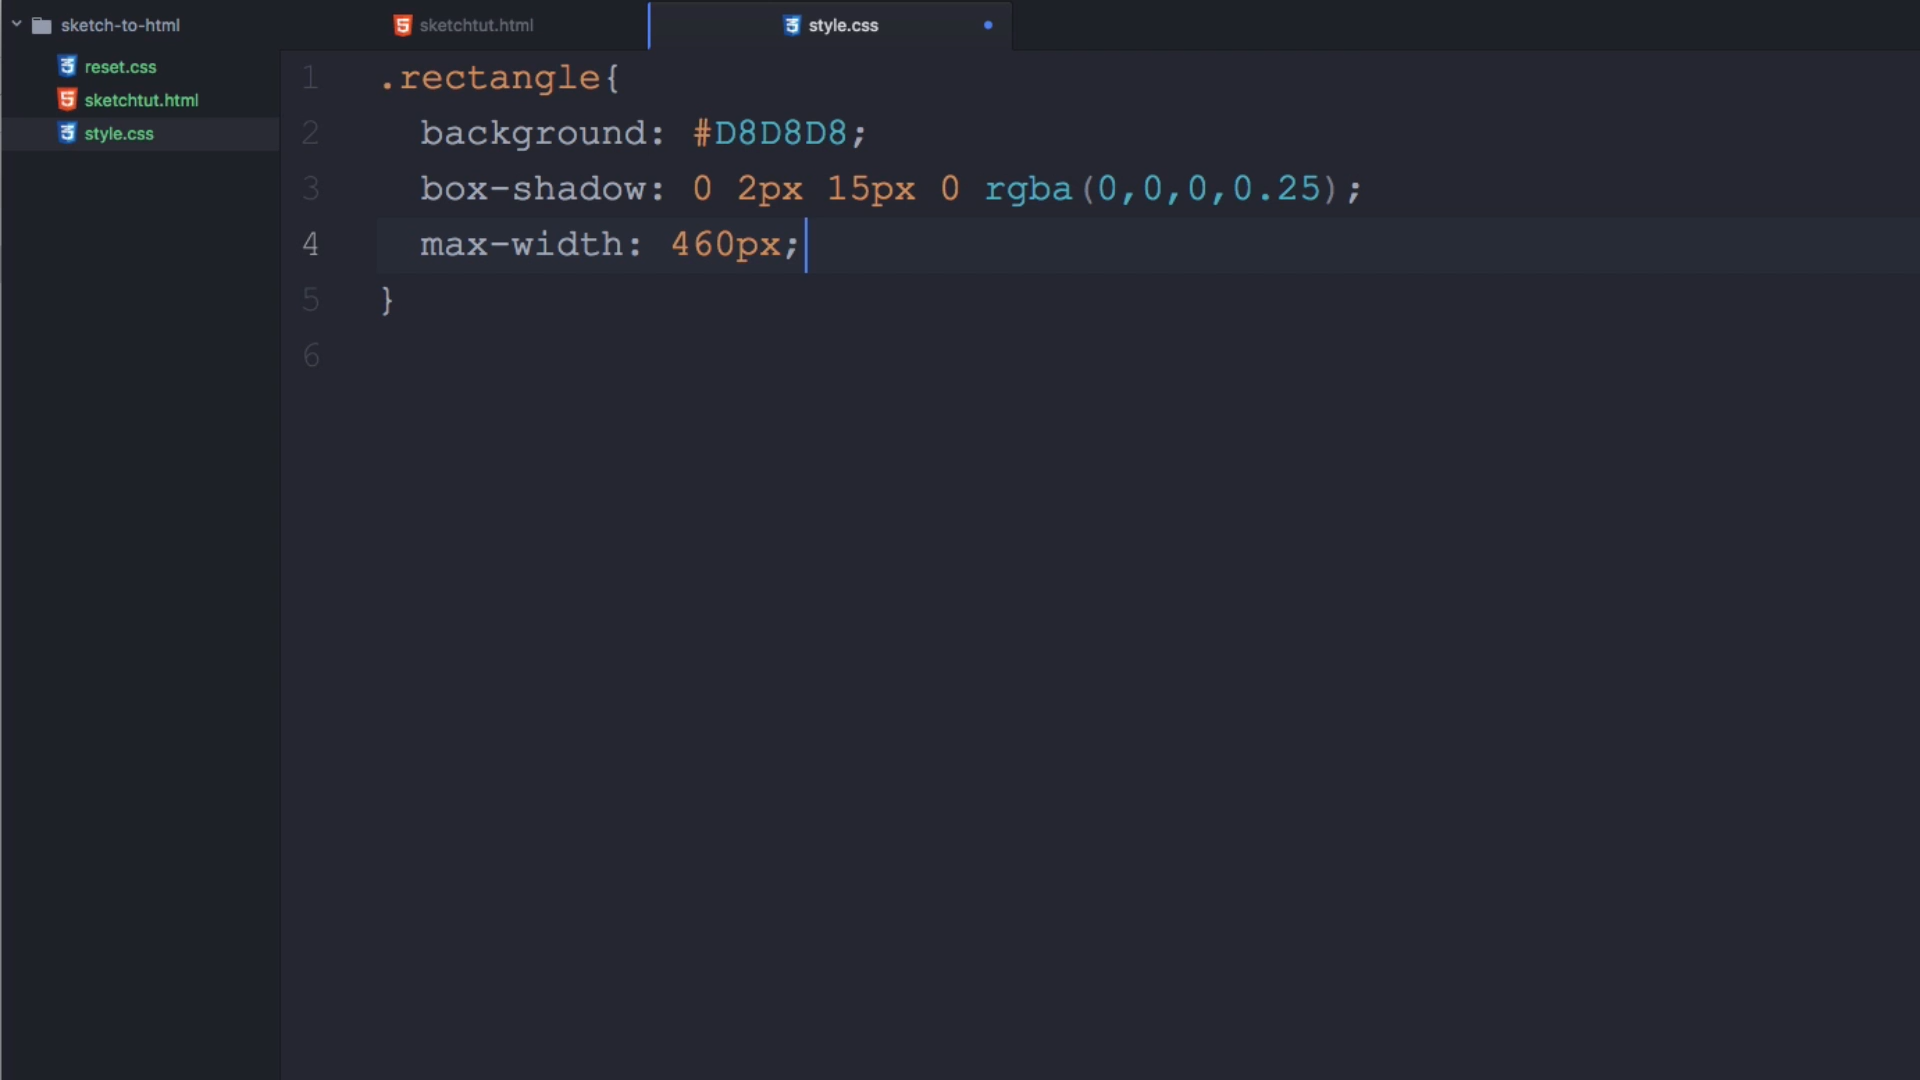 sketch-to-html
reset.css
sketchtut.html
style.css
sketchtut.html
style.css
1 .rectangle{
2 background: #D8D8D8;
3 box-shadow: 0 2px 15px 0 rgba(0,0,0,0.25);
4 max-width: 460px;
5 }
6